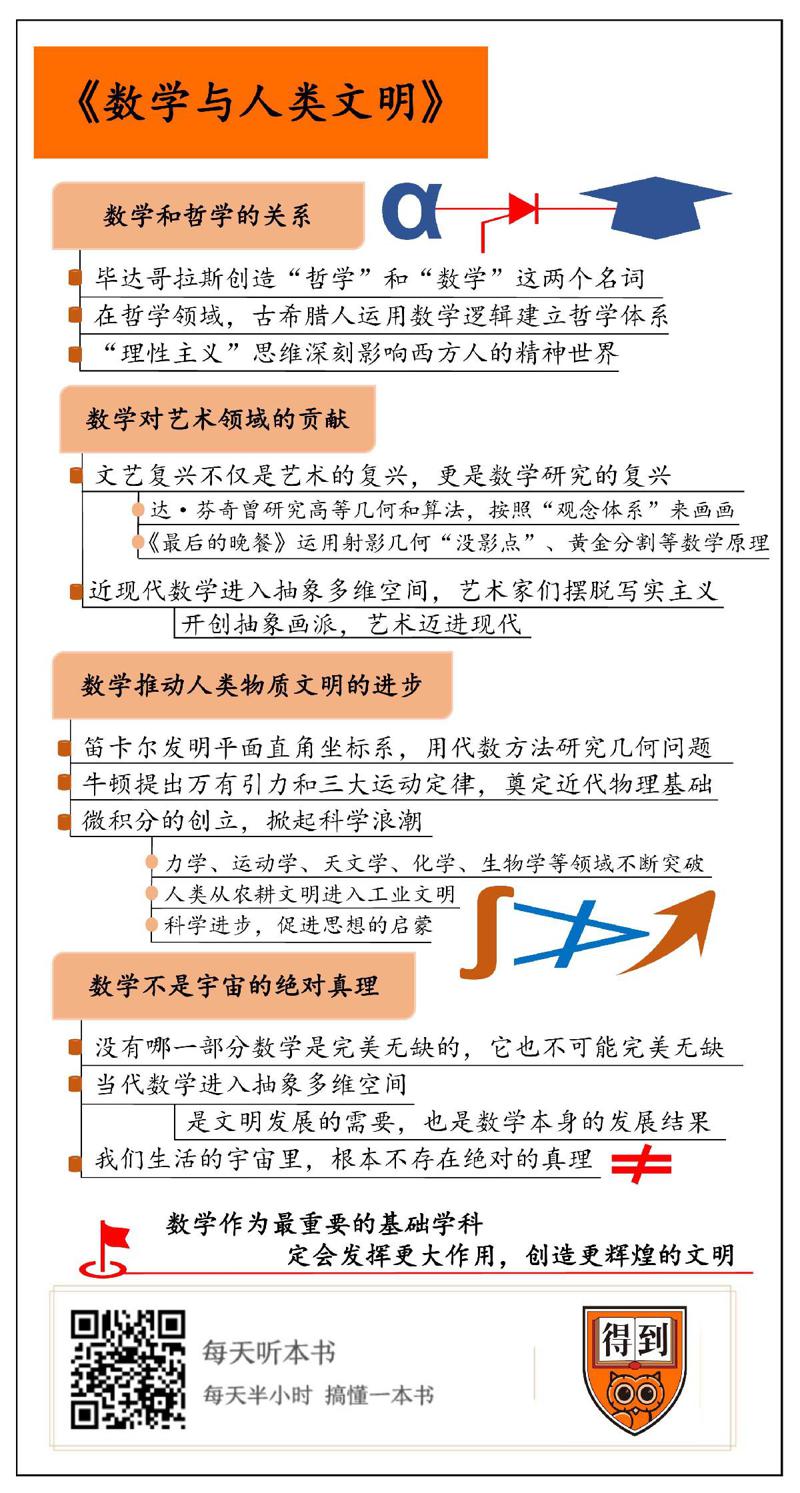 《数学与人类文明》
数学和哲学的关系
α
毕达哥拉斯创造“哲学”和“数学”这两个名词
在哲学领域，古希腊人运用数学逻辑建立哲学体系
“理性主义”思维深刻影响西方人的精神世界
数学对艺术领域的贡献
文艺复兴不仅是艺术的复兴，更是数学研究的复兴
达·芬奇曾研究高等几何和算法，按照“观念体系”来画画
《最后的晚餐》运用射影几何“没影点”、黄金分割等数学原理
近现代数学进入抽象多维空间，艺术家们摆脱写实主义
开创抽象画派，艺术迈进现代
数学推动人类物质文明的进步
笛卡尔发明平面直角坐标系，用代数方法研究几何问题
牛顿提出万有引力和三大运动定律，奠定近代物理基础
微积分的创立，掀起科学浪潮
力学、运动学、天文学、化学、生物学等领域不断突破
人类从农耕文明进入工业文明
科学进步，促进思想的启蒙
数学不是宇宙的绝对真理
没有哪一部分数学是完美无缺的，它也不可能完美无缺
当代数学进入抽象多维空间
是文明发展的需要，也是数学本身的发展结果
我们生活的宇宙里，根本不存在绝对的真理 ≠
数学作为最重要的基础学科
定会发挥更大作用，创造更辉煌的文明
每天听本书
每天半小时 搞懂一本书
得到